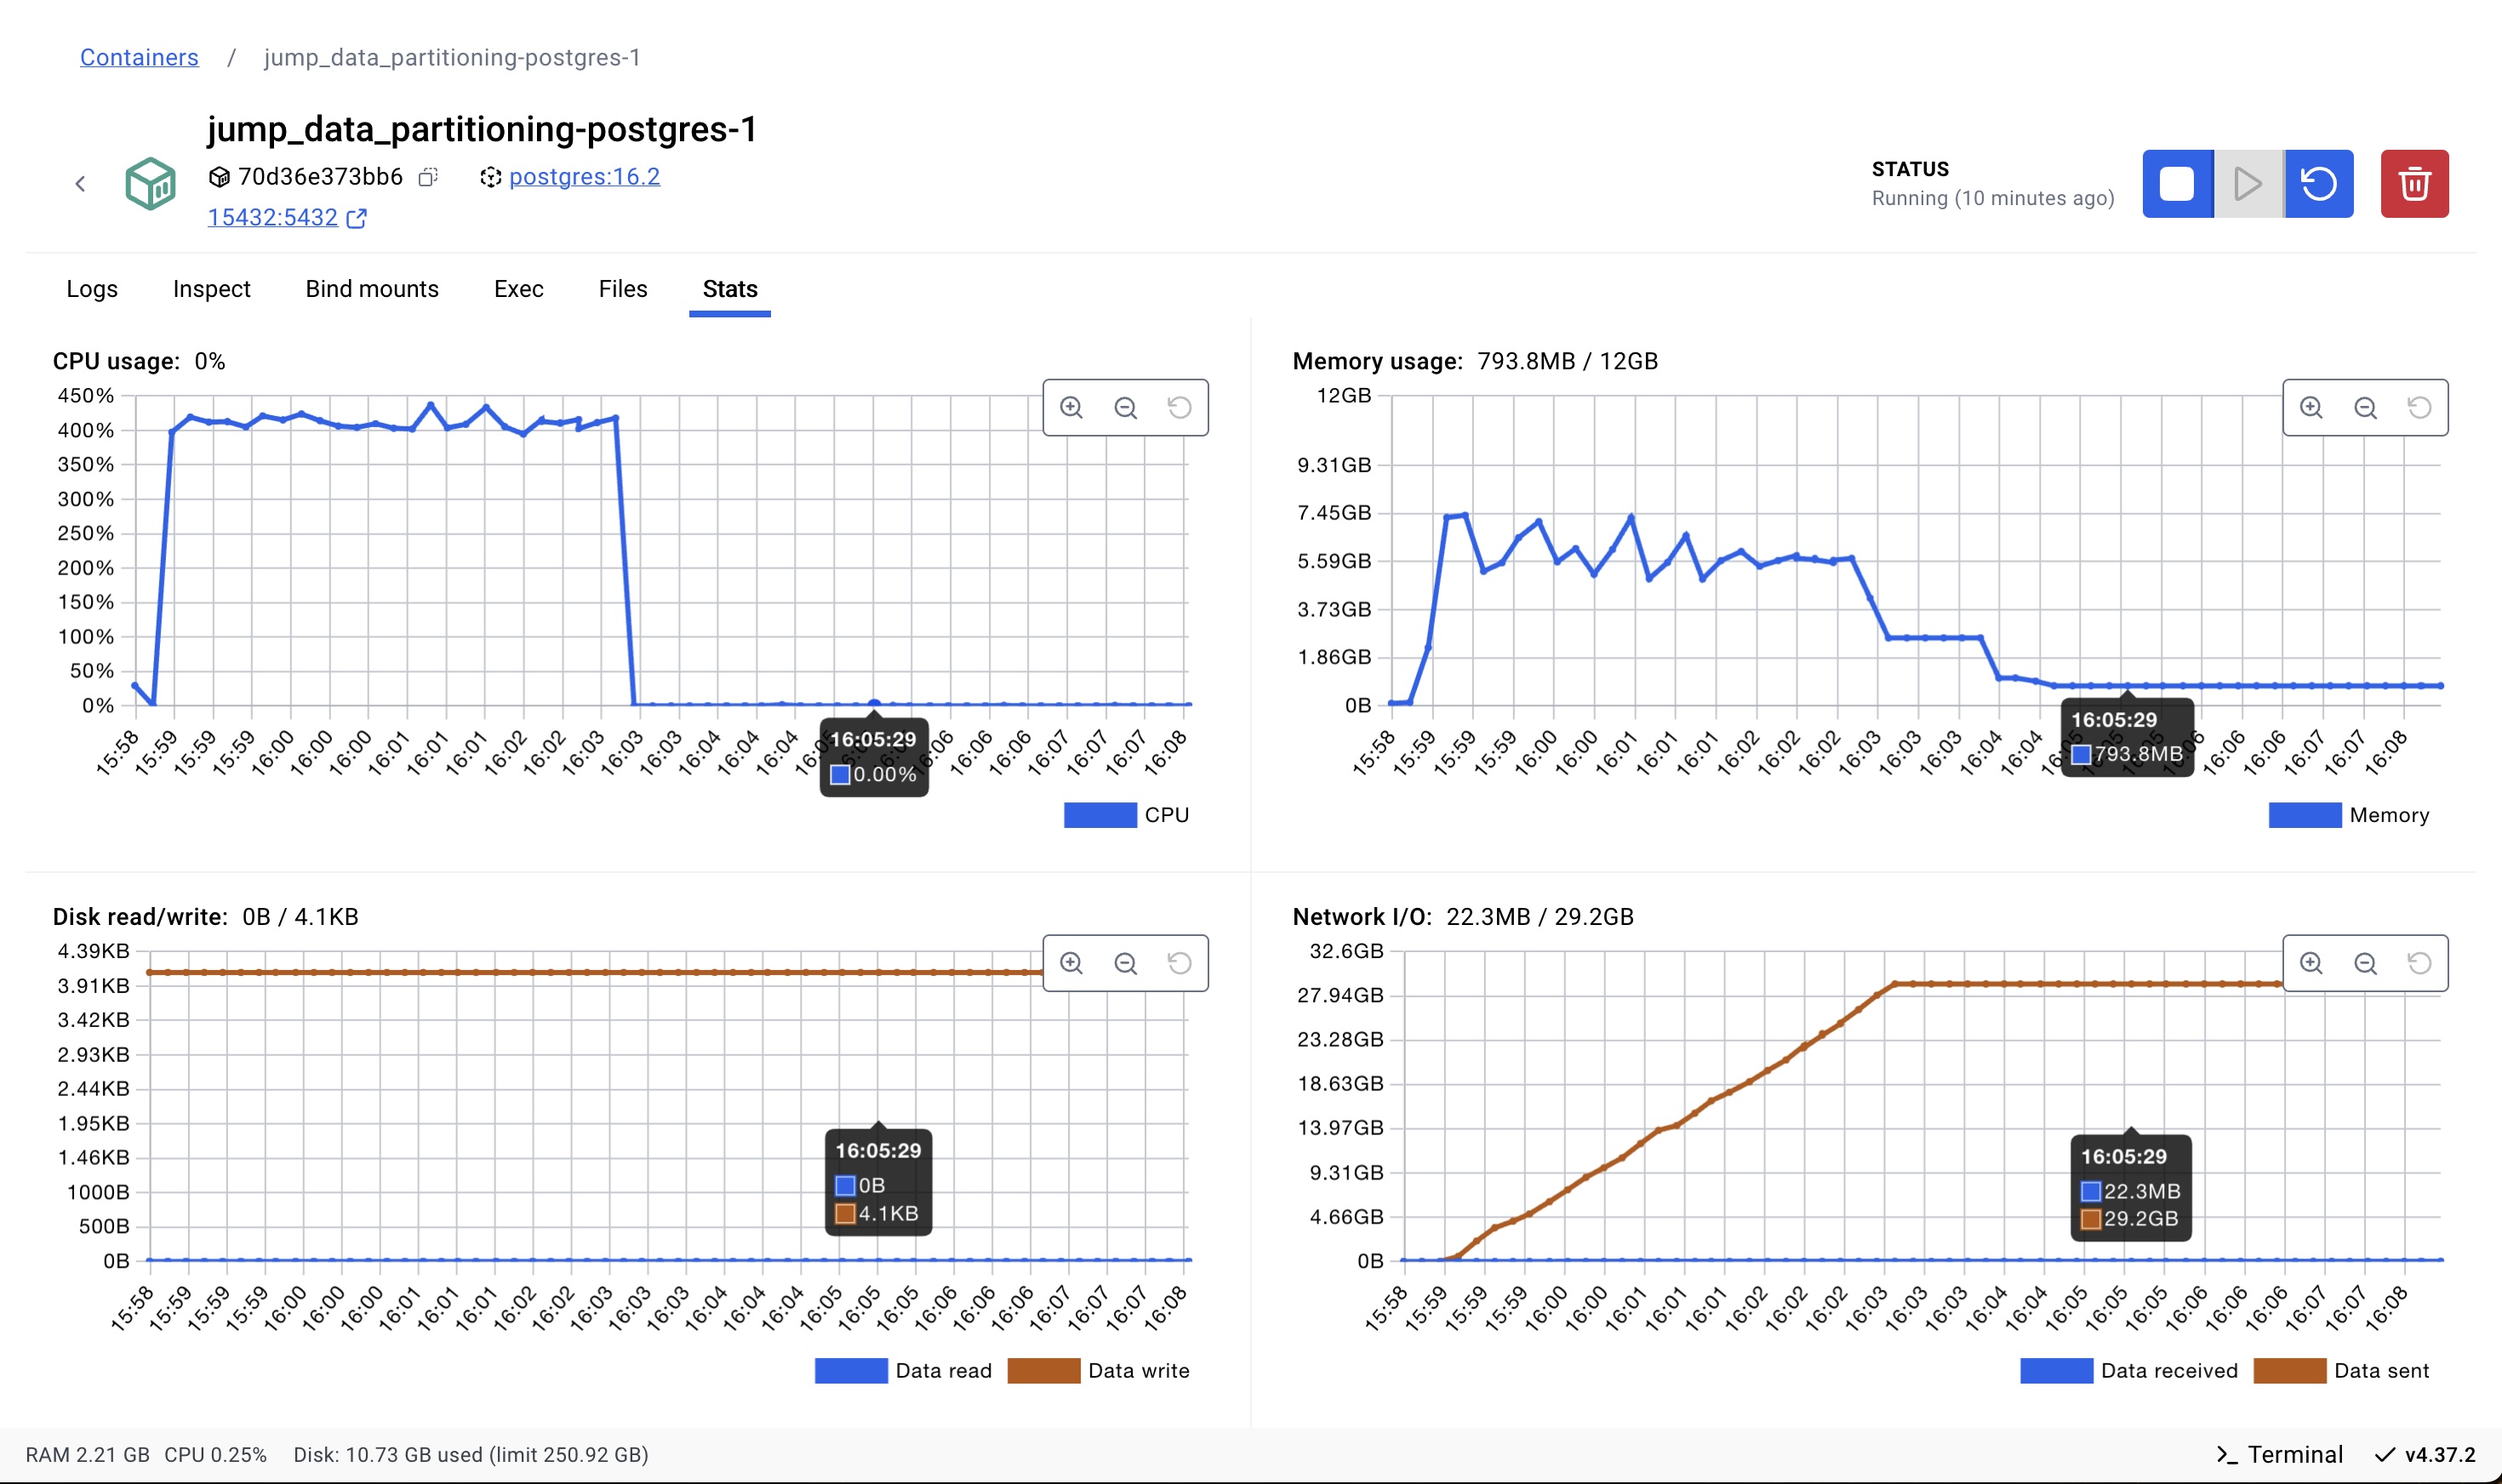 Containers / jump_data_partitioning-postgres-1
jump_data_partitioning-postgres-1
70d36e373bb6 postgres:16.2
15432:5432
STATUS
Running (10 minutes ago)
Logs Inspect Bind mounts Exec Files Stats
CPU usage: 0%
450%
400%
350%
300%
250%
200%
150%
100%
50%
0%
15:58 15:59 15:59 15:59 16:00 16:00 16:00 16:01 16:01 16:01 16:02 16:02 16:03 16:03 16:03 16:04 16:04 16:04 16:06 16:06 16:06 16:07 16:07 16:07 16:08
16:05:29
0.00%
CPU
Memory usage: 793.8MB / 12GB
12GB
9.31GB
7.45GB
5.59GB
3.73GB
1.86GB
0B
15:58 15:59 15:59 15:59 16:00 16:00 16:01 16:01 16:01 16:02 16:02 16:02 16:03 16:03 16:03 16:04 16:04 16:05 16:05 16:05 16:06 16:06 16:06 16:07 16:07 16:08
16:05:29
793.8MB
Memory
Disk read/write: 0B / 4.1KB
4.39KB
3.91KB
3.42KB
2.93KB
2.44KB
1.95KB
1.46KB
1000B
500B
0B
15:58 15:59 15:59 15:59 16:00 16:00 16:00 16:01 16:01 16:01 16:02 16:02 16:03 16:03 16:03 16:04 16:04 16:04 16:05 16:05 16:05 16:06 16:06 16:06 16:07 16:07 16:07 16:08
16:05:29
0B
4.1KB
Data read Data write
Network I/O: 22.3MB / 29.2GB
32.6GB
27.94GB
23.28GB
18.63GB
13.97GB
9.31GB
4.66GB
0B
15:58 15:59 15:59 15:59 16:00 16:00 16:01 16:01 16:01 16:02 16:02 16:02 16:03 16:03 16:03 16:04 16:04 16:05 16:05 16:05 16:06 16:06 16:06 16:07 16:07 16:08
16:05:29
22.3MB
29.2GB
Data received Data sent
RAM 2.21 GB CPU 0.25% Disk: 10.73 GB used (limit 250.92 GB)
Terminal v4.37.2